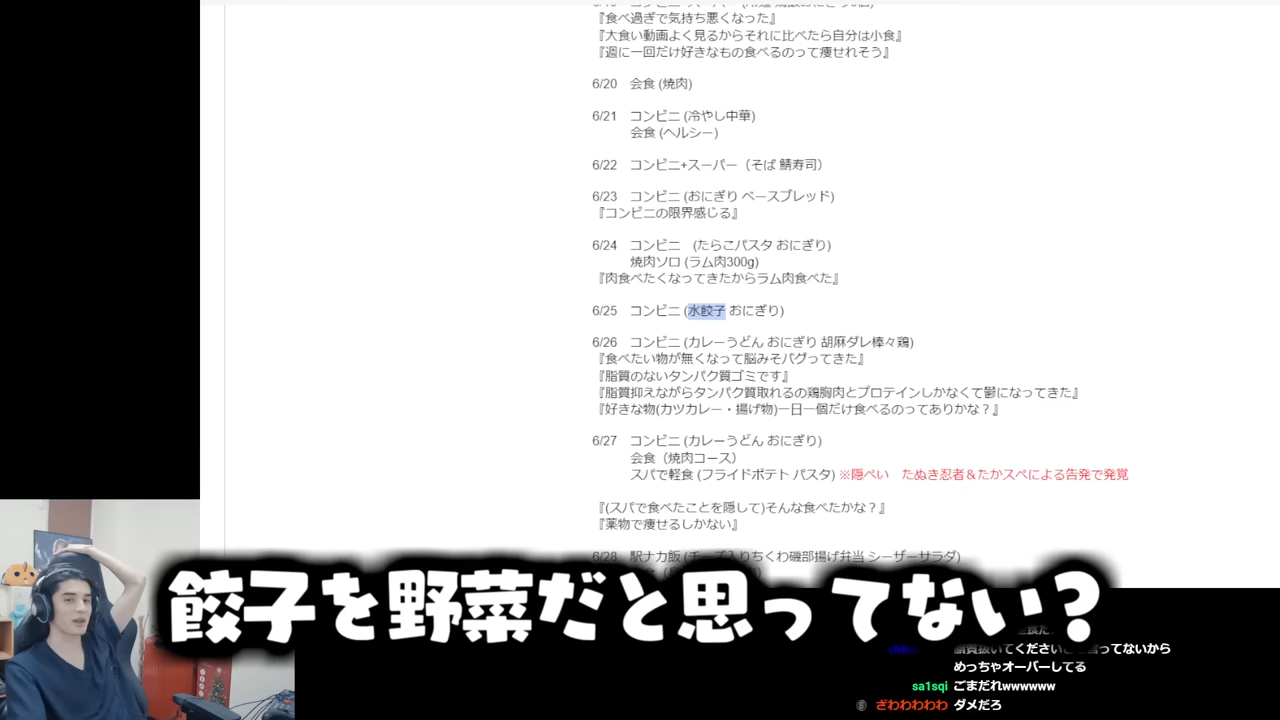 『食べ過ぎで気持ち悪くなった』
『大食い動画よく見るからそれに比べたら自分は小食』
『週に一回だけ好きなもの食べるのって痩せれそう』
6/20 会食 (焼肉)
6/21 コンビニ (冷やし中華)
会食 (ヘルシー)
6/22 コンビニ+スーパー（そば 鯖寿司）
6/23 コンビニ (おにぎり ベースブレッド)
『コンビニの限界感じる』
6/24 コンビニ (たらこパスタ おにぎり)
焼肉ソロ (ラム肉300g)
『肉食べたくなってきたからラム肉食べた』
6/25 コンビニ (水餃子 おにぎり)
6/26 コンビニ (カレーうどん おにぎり 胡麻ダレ棒々鶏)
『食べたい物が無くなって脳みそバグってきた』
『脂質のないタンパク質ゴミです』
『脂質抑えながらタンパク質取れるの鶏胸肉とプロテインしかなくて鬱になってきた』
『好きな物(カツカレー・揚げ物)一日一個だけ食べるのってありかな？』
6/27 コンビニ (カレーうどん おにぎり)
会食（焼肉コース）
スパで軽食 (フライドポテト パスタ) ※隠ぺい たぬき忍者＆たかスペによる告発で発覚
『(スパで食べたことを隠して)そんな食べたかな？』
『薬物で痩せるしかない』
6/28 駅ナカ飯 (チーズ入りちくわ磯部揚げ弁当 シーザーサラダ)
餃子を野菜だと思ってない？
脂質抜いてください ってないから
めっちゃオーバーしてる
sa1sqi ごまだれwwwwww
ざわわわわわ ダメだろ